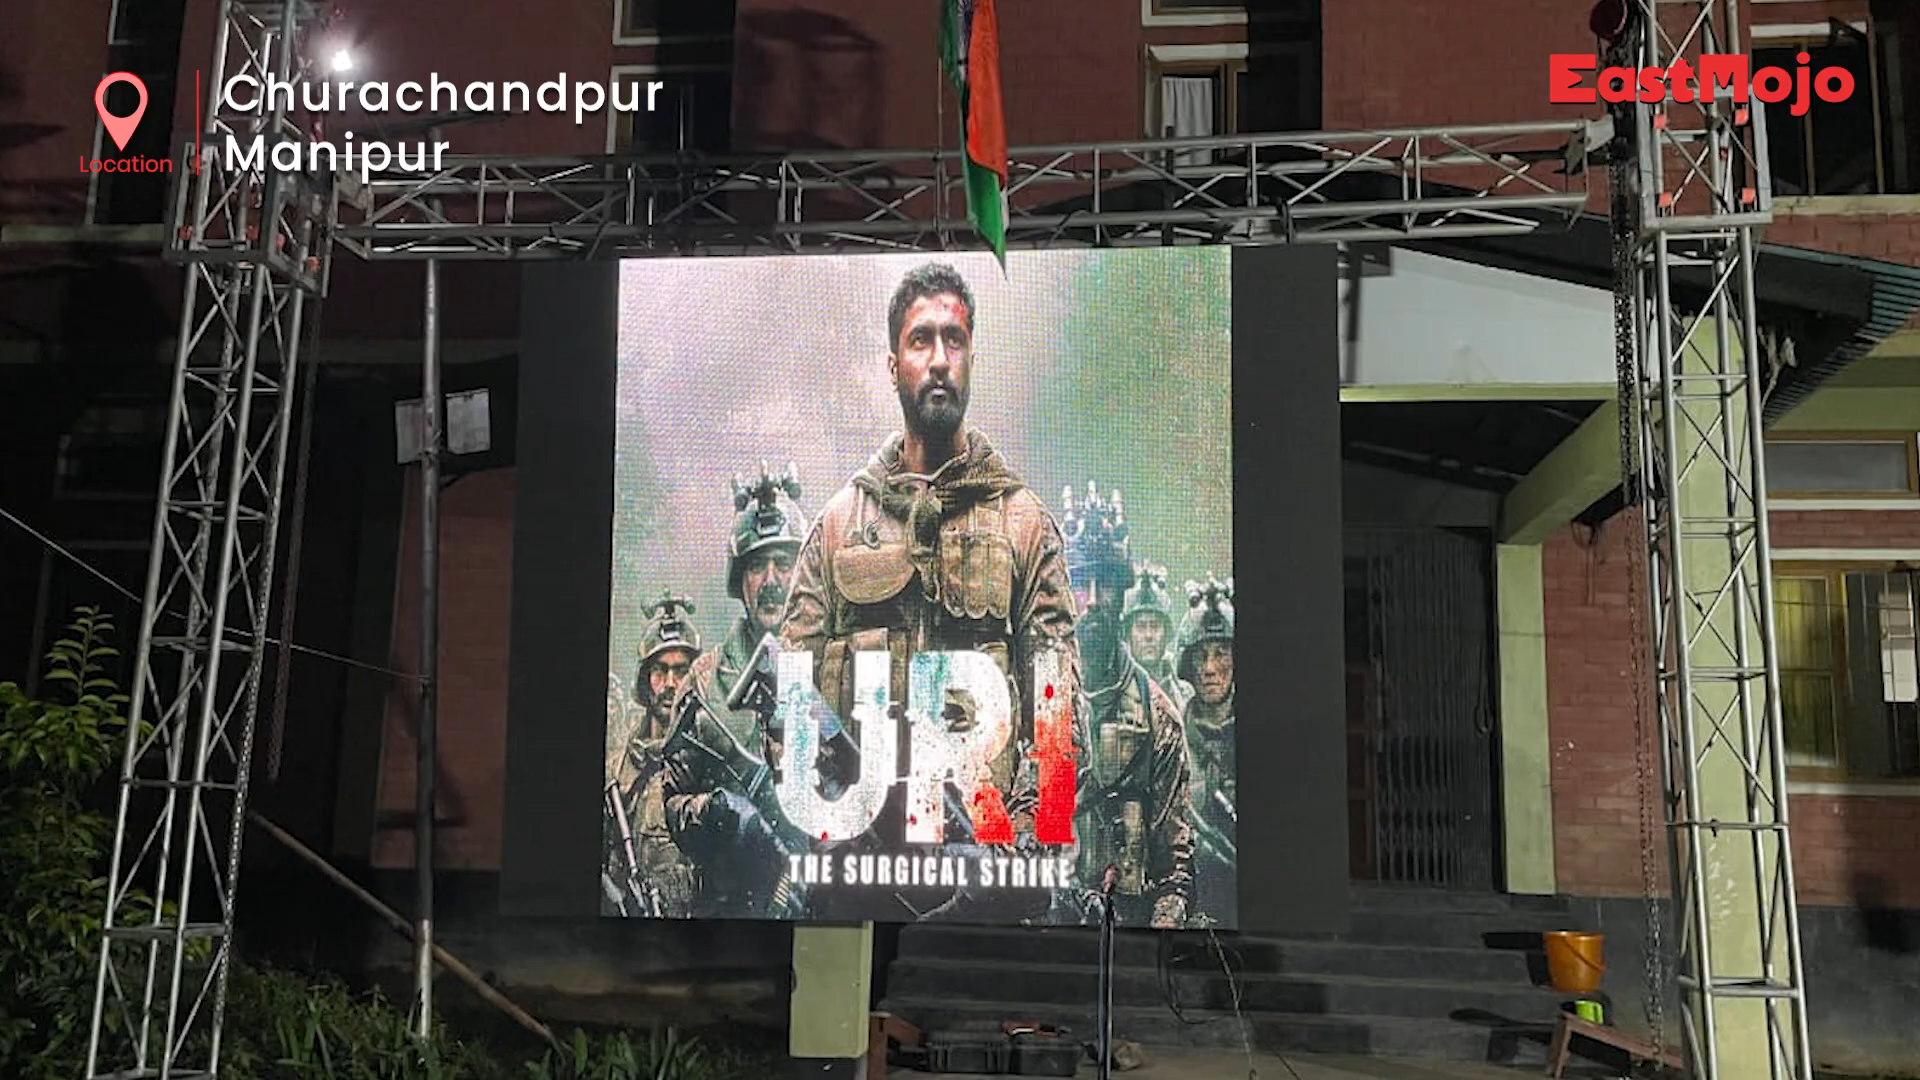 Churachandpur
Manipur
Location
EastMojo
URI
THE SURGICAL STRIKE